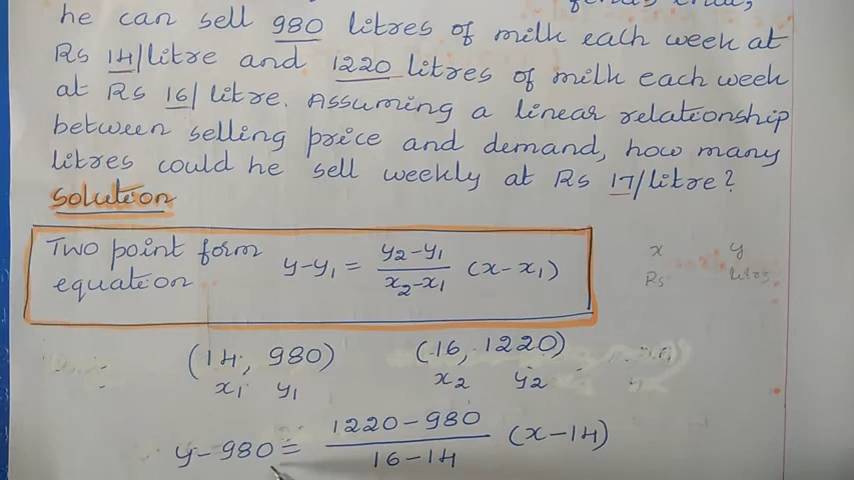 he can sell 980 litres of milk each week at
Rs 14/litre and 1220 litres of milk each week
at Rs 16/litre. Assuming a linear relationship
between selling price and demand, how many
litres could he sell weekly at Rs 17/litre?
Solution
Two point form equation y-y₁ = (y₂-y₁)/(x₂-x₁) (x-x₁)
x y
Rs litres
(14, 980) (16, 1220)
x₁ y₁ x₂ y₂
y-980 = (1220-980)/(16-14) (x-14)